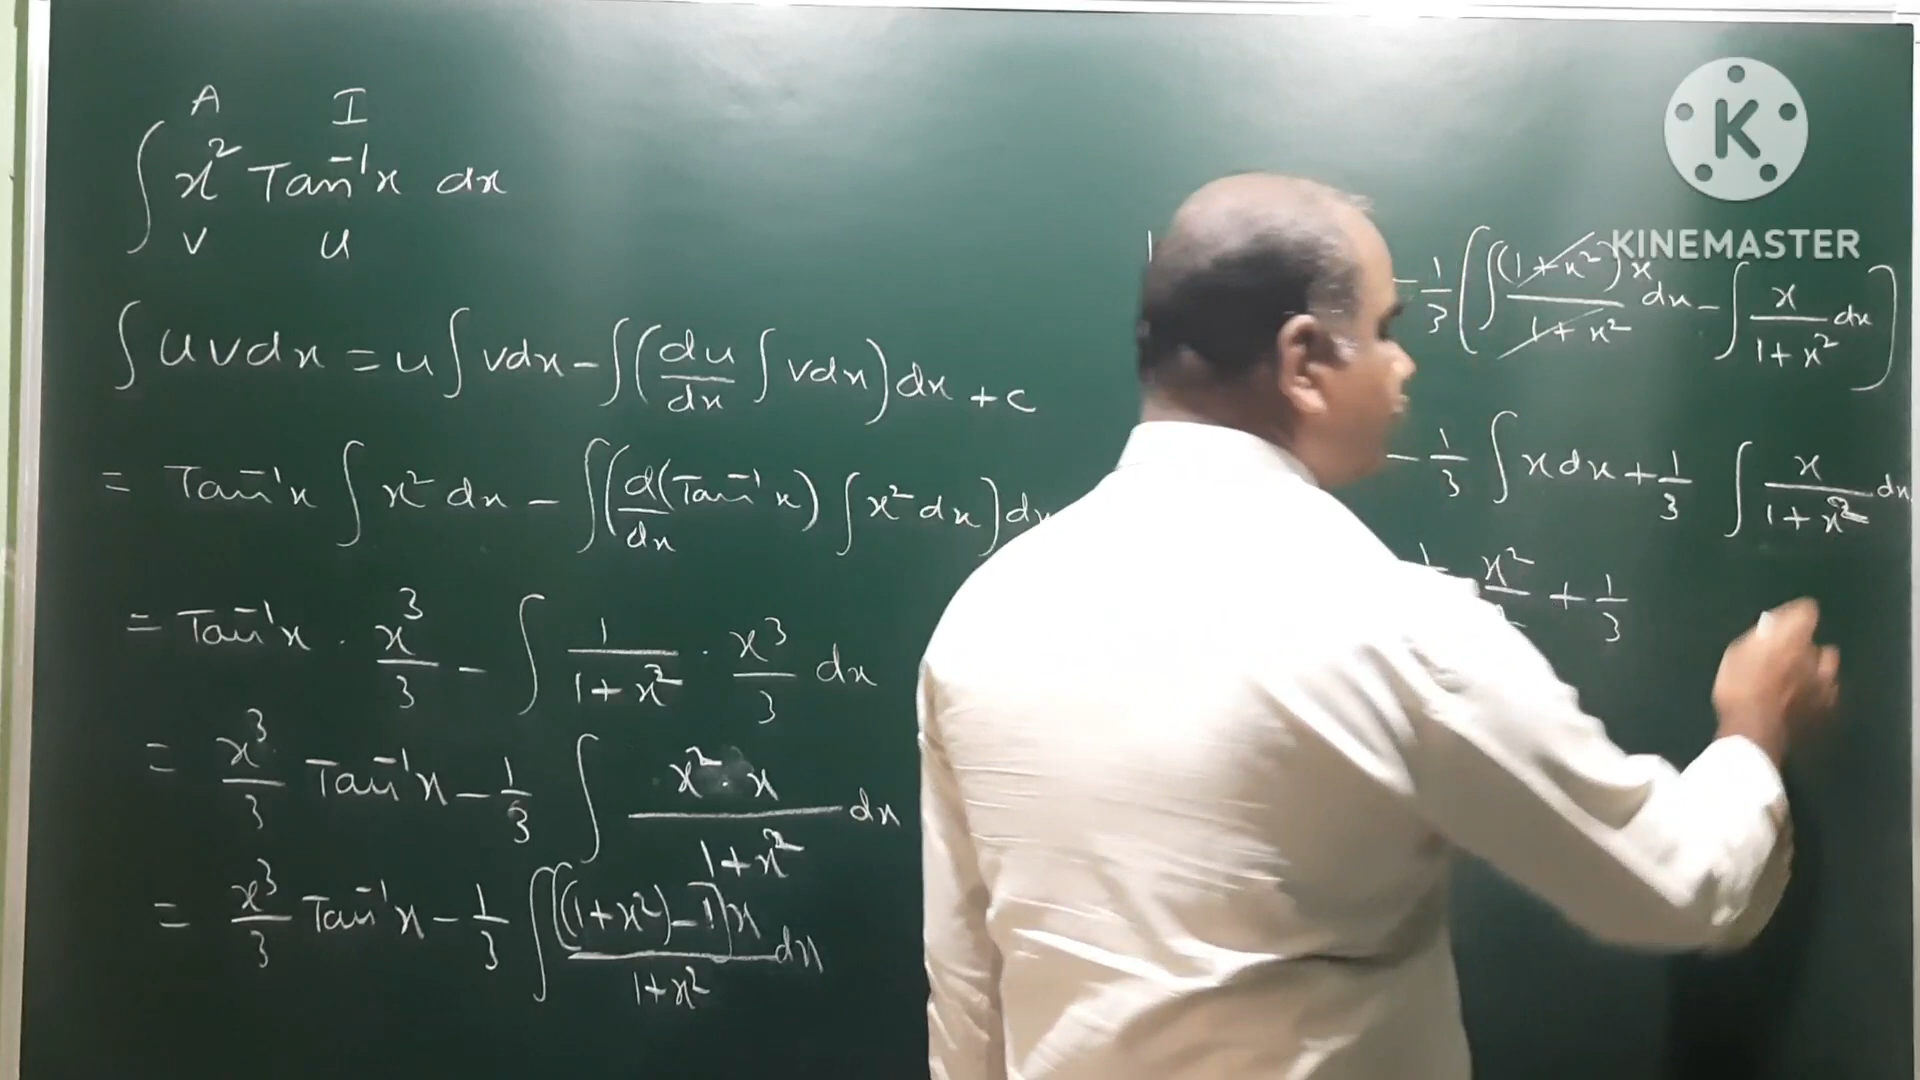 A I
∫ x² Tan⁻¹x dx
V U
∫ u v dx = u ∫ v dx − ∫ (du/dx ∫ v dx) dx + c
= Tan⁻¹x ∫ x² dx − ∫ (d/dx (Tan⁻¹x) ∫ x² dx) dx
= Tan⁻¹x · x³/3 − ∫ 1/(1+x²) · x³/3 dx
= x³/3 Tan⁻¹x − 1/3 ∫ (x² · x)/(1+x²) dx
= x³/3 Tan⁻¹x − 1/3 ∫ [(1+x²) − 1] x/(1+x²) dx
K
KINEMASTER
− 1/3 (∫ (1+x²) x/(1+x²) dx − ∫ x/(1+x²) dx)
− 1/3 ∫ x dx + 1/3 ∫ x/(1+x²) dx
x² + 1/3